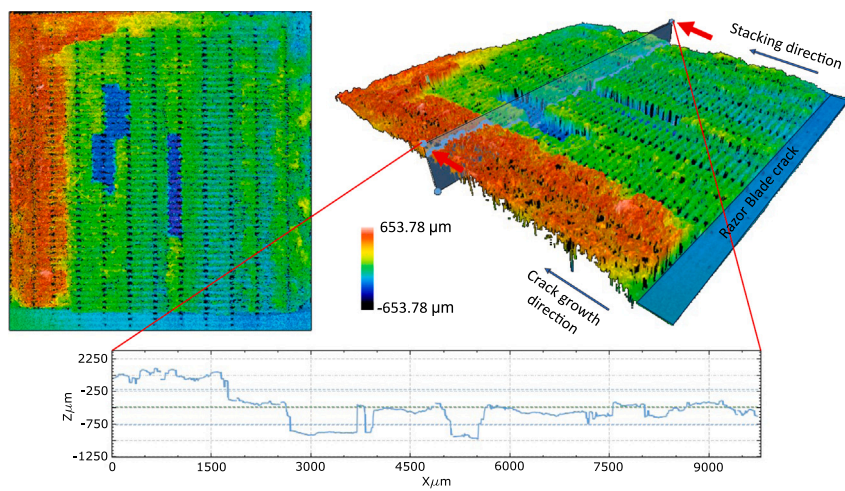 Stacking direction
Razor Blade crack
653.78 µm
-653.78 µm
Crack growth
direction
2250
-250
-750
-1250
Zµm
0
1500
3000
4500
6000
7500
9000
Xµm